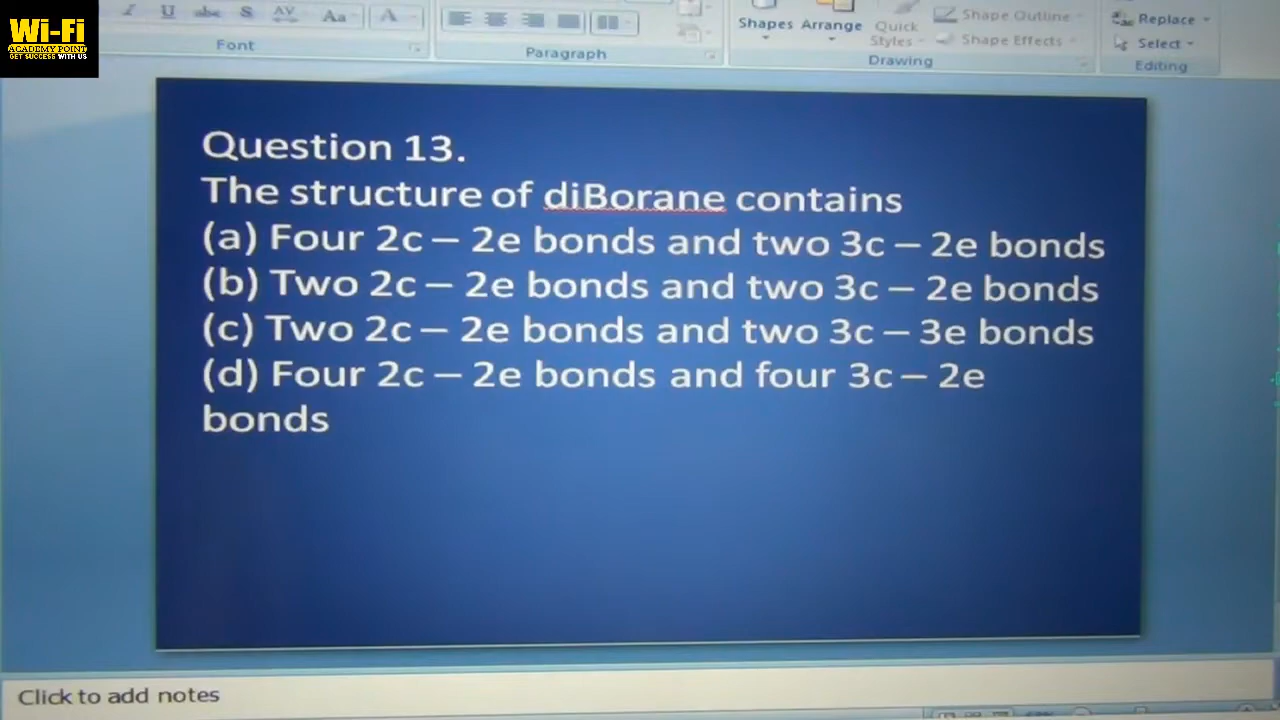 Wi-Fi
ACADEMY POINT
GET SUCCESS WITH US
I U abc S AV Aa A
Font
Paragraph
Shapes Arrange Quick Styles
Shape Outline
Shape Effects
Drawing
Replace
Select
Editing
Question 13.
The structure of diBorane contains
(a) Four 2c – 2e bonds and two 3c – 2e bonds
(b) Two 2c – 2e bonds and two 3c – 2e bonds
(c) Two 2c – 2e bonds and two 3c – 3e bonds
(d) Four 2c – 2e bonds and four 3c – 2e
bonds
Click to add notes